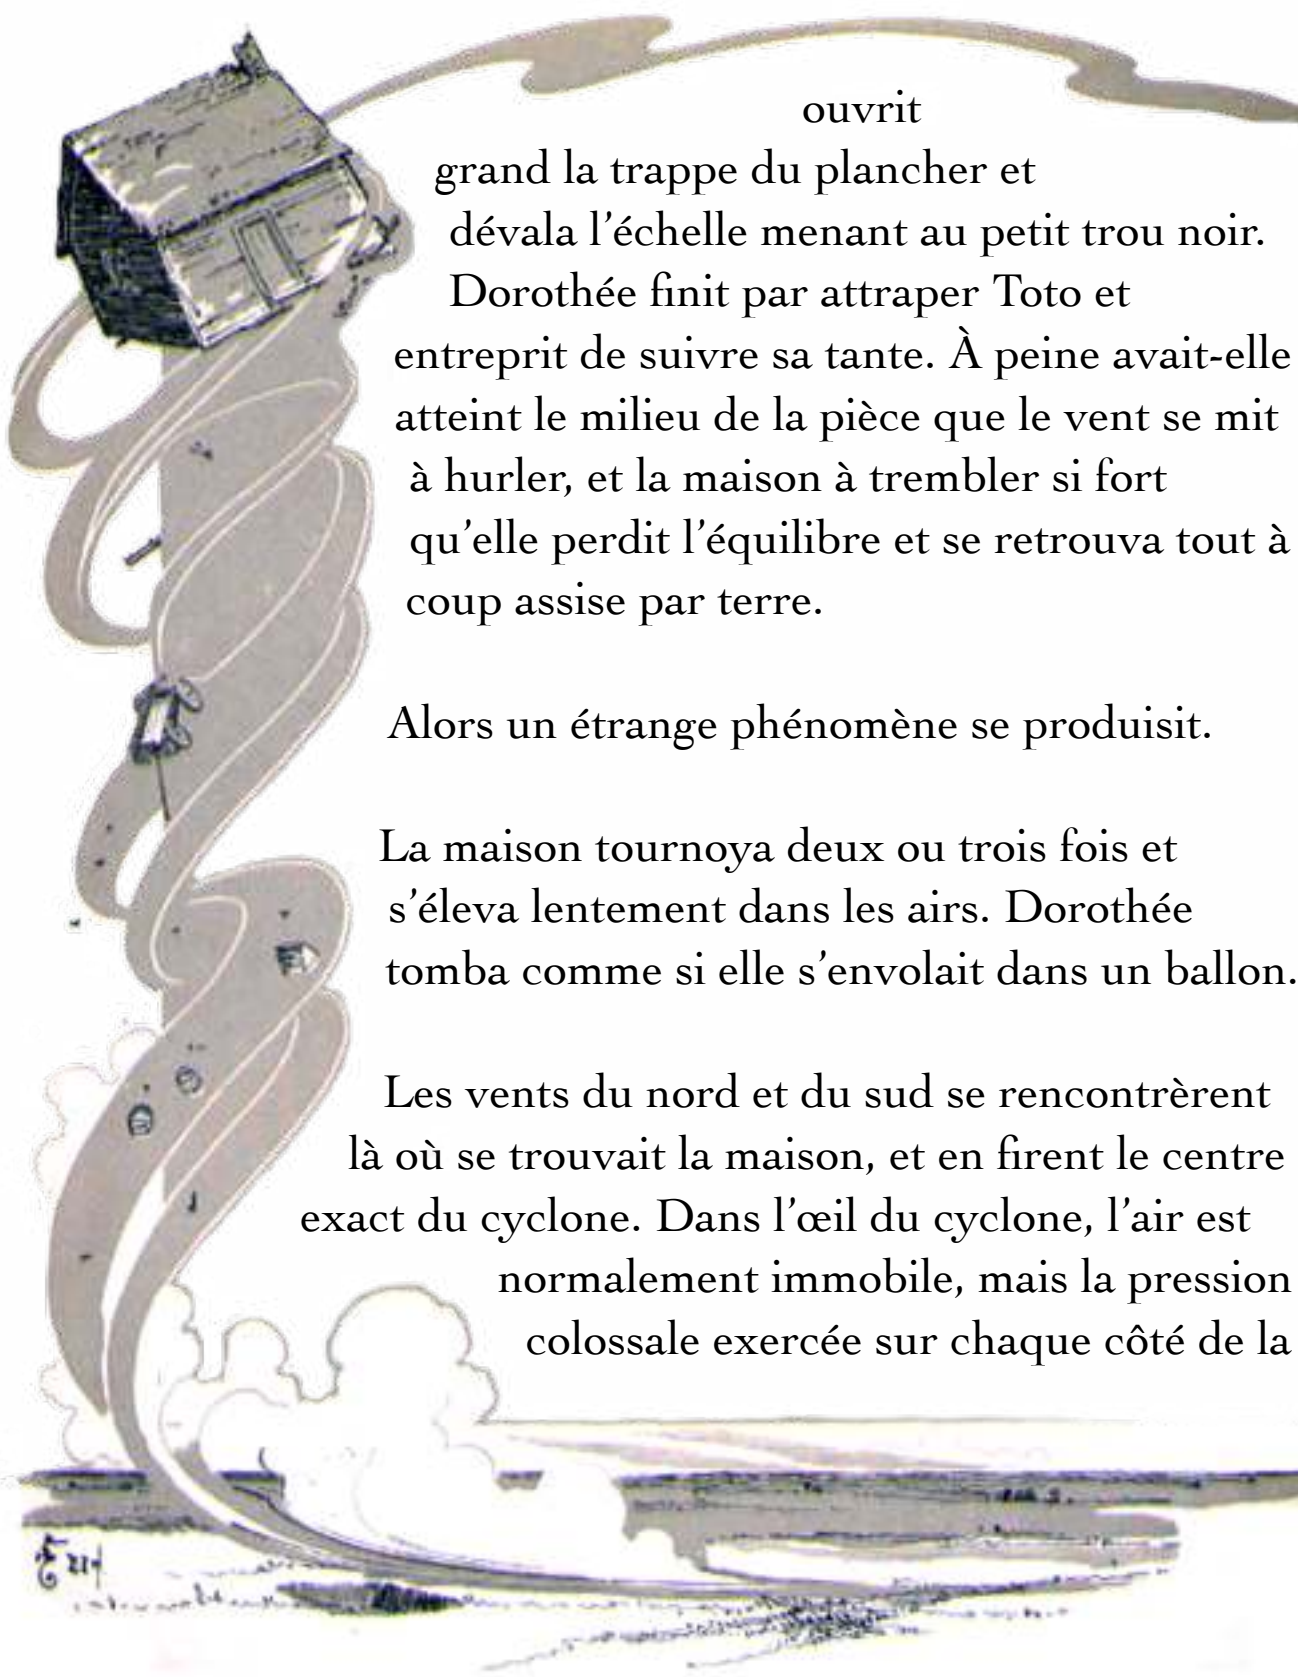 ouvrit
grand la trappe du plancher et
dévala l’échelle menant au petit trou noir.
Dorothée finit par attraper Toto et
entreprit de suivre sa tante. À peine avait-elle
atteint le milieu de la pièce que le vent se mit
à hurler, et la maison à trembler si fort
qu’elle perdit l’équilibre et se retrouva tout à
coup assise par terre.
Alors un étrange phénomène se produisit.
La maison tournoya deux ou trois fois et
s’éleva lentement dans les airs. Dorothée
tomba comme si elle s’envolait dans un ballon.
Les vents du nord et du sud se rencontrèrent
là où se trouvait la maison, et en firent le centre
exact du cyclone. Dans l’œil du cyclone, l’air est
normalement immobile, mais la pression
colossale exercée sur chaque côté de la